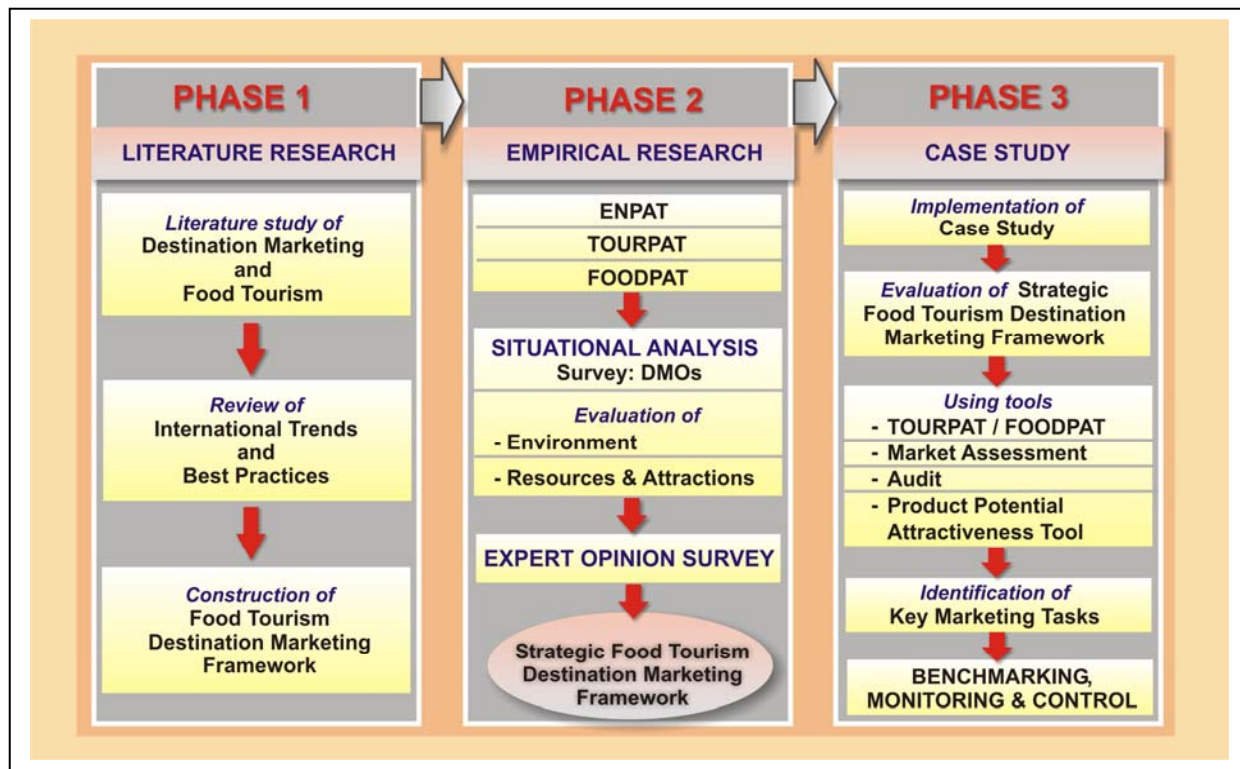 PHASE 1
LITERATURE RESEARCH
Literature study of
Destination Marketing
and
Food Tourism
Review of
International Trends
and
Best Practices
Construction of
Food Tourism
Destination Marketing
Framework
PHASE 2
EMPIRICAL RESEARCH
ENPAT
TOURPAT
FOODPAT
SITUATIONAL ANALYSIS
Survey: DMOs
Evaluation of
- Environment
- Resources & Attractions
EXPERT OPINION SURVEY
Strategic Food Tourism
Destination Marketing
Framework
PHASE 3
CASE STUDY
Implementation of
Case Study
Evaluation of Strategic
Food Tourism Destination
Marketing Framework
Using tools
- TOURPAT / FOODPAT
- Market Assessment
- Audit
- Product Potential
Attractiveness Tool
Identification of
Key Marketing Tasks
BENCHMARKING,
MONITORING & CONTROL